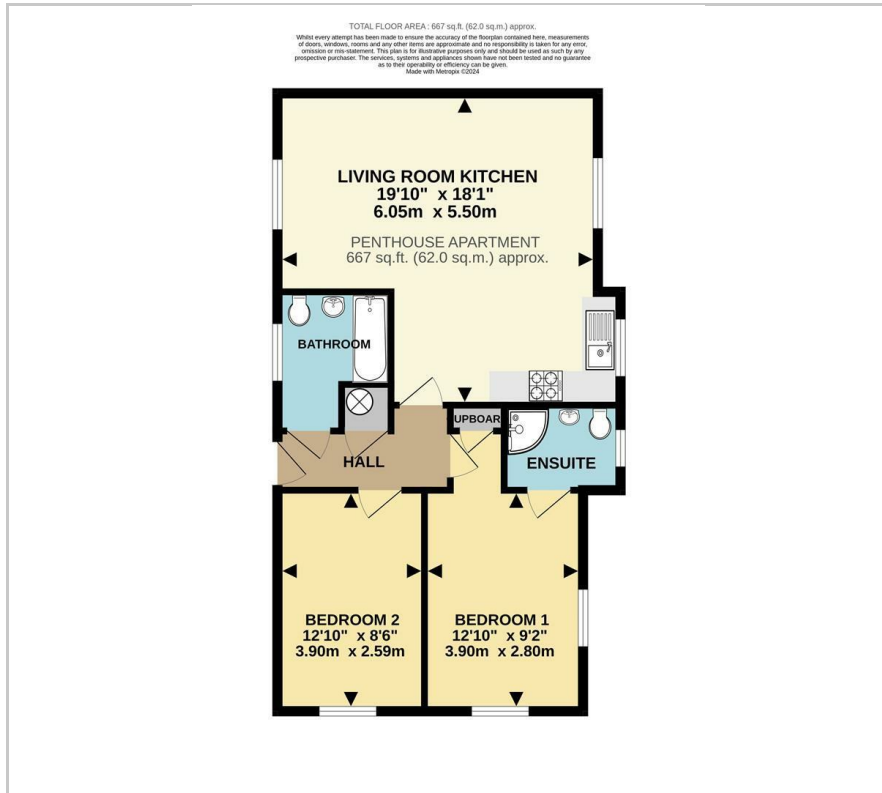 TOTAL FLOOR AREA : 667 sq.ft. (62.0 sq.m.) approx.
Whilst every attempt has been made to ensure the accuracy of the floorplan contained here, measurements
of doors, windows, rooms and any other items are approximate and no responsibility is taken for any error,
omission or mis-statement. This plan is for illustrative purposes only and should be used as such by any
prospective purchaser. The services, systems and appliances shown have not been tested and no guarantee
as to their operability or efficiency can be given.
Made with Metropix ©2024
LIVING ROOM KITCHEN
19'10" x 18'1"
6.05m x 5.50m
PENTHOUSE APARTMENT
667 sq.ft. (62.0 sq.m.) approx.
BATHROOM
UPBOAR
HALL
ENSUITE
BEDROOM 2
12'10" x 8'6"
3.90m x 2.59m
BEDROOM 1
12'10" x 9'2"
3.90m x 2.80m